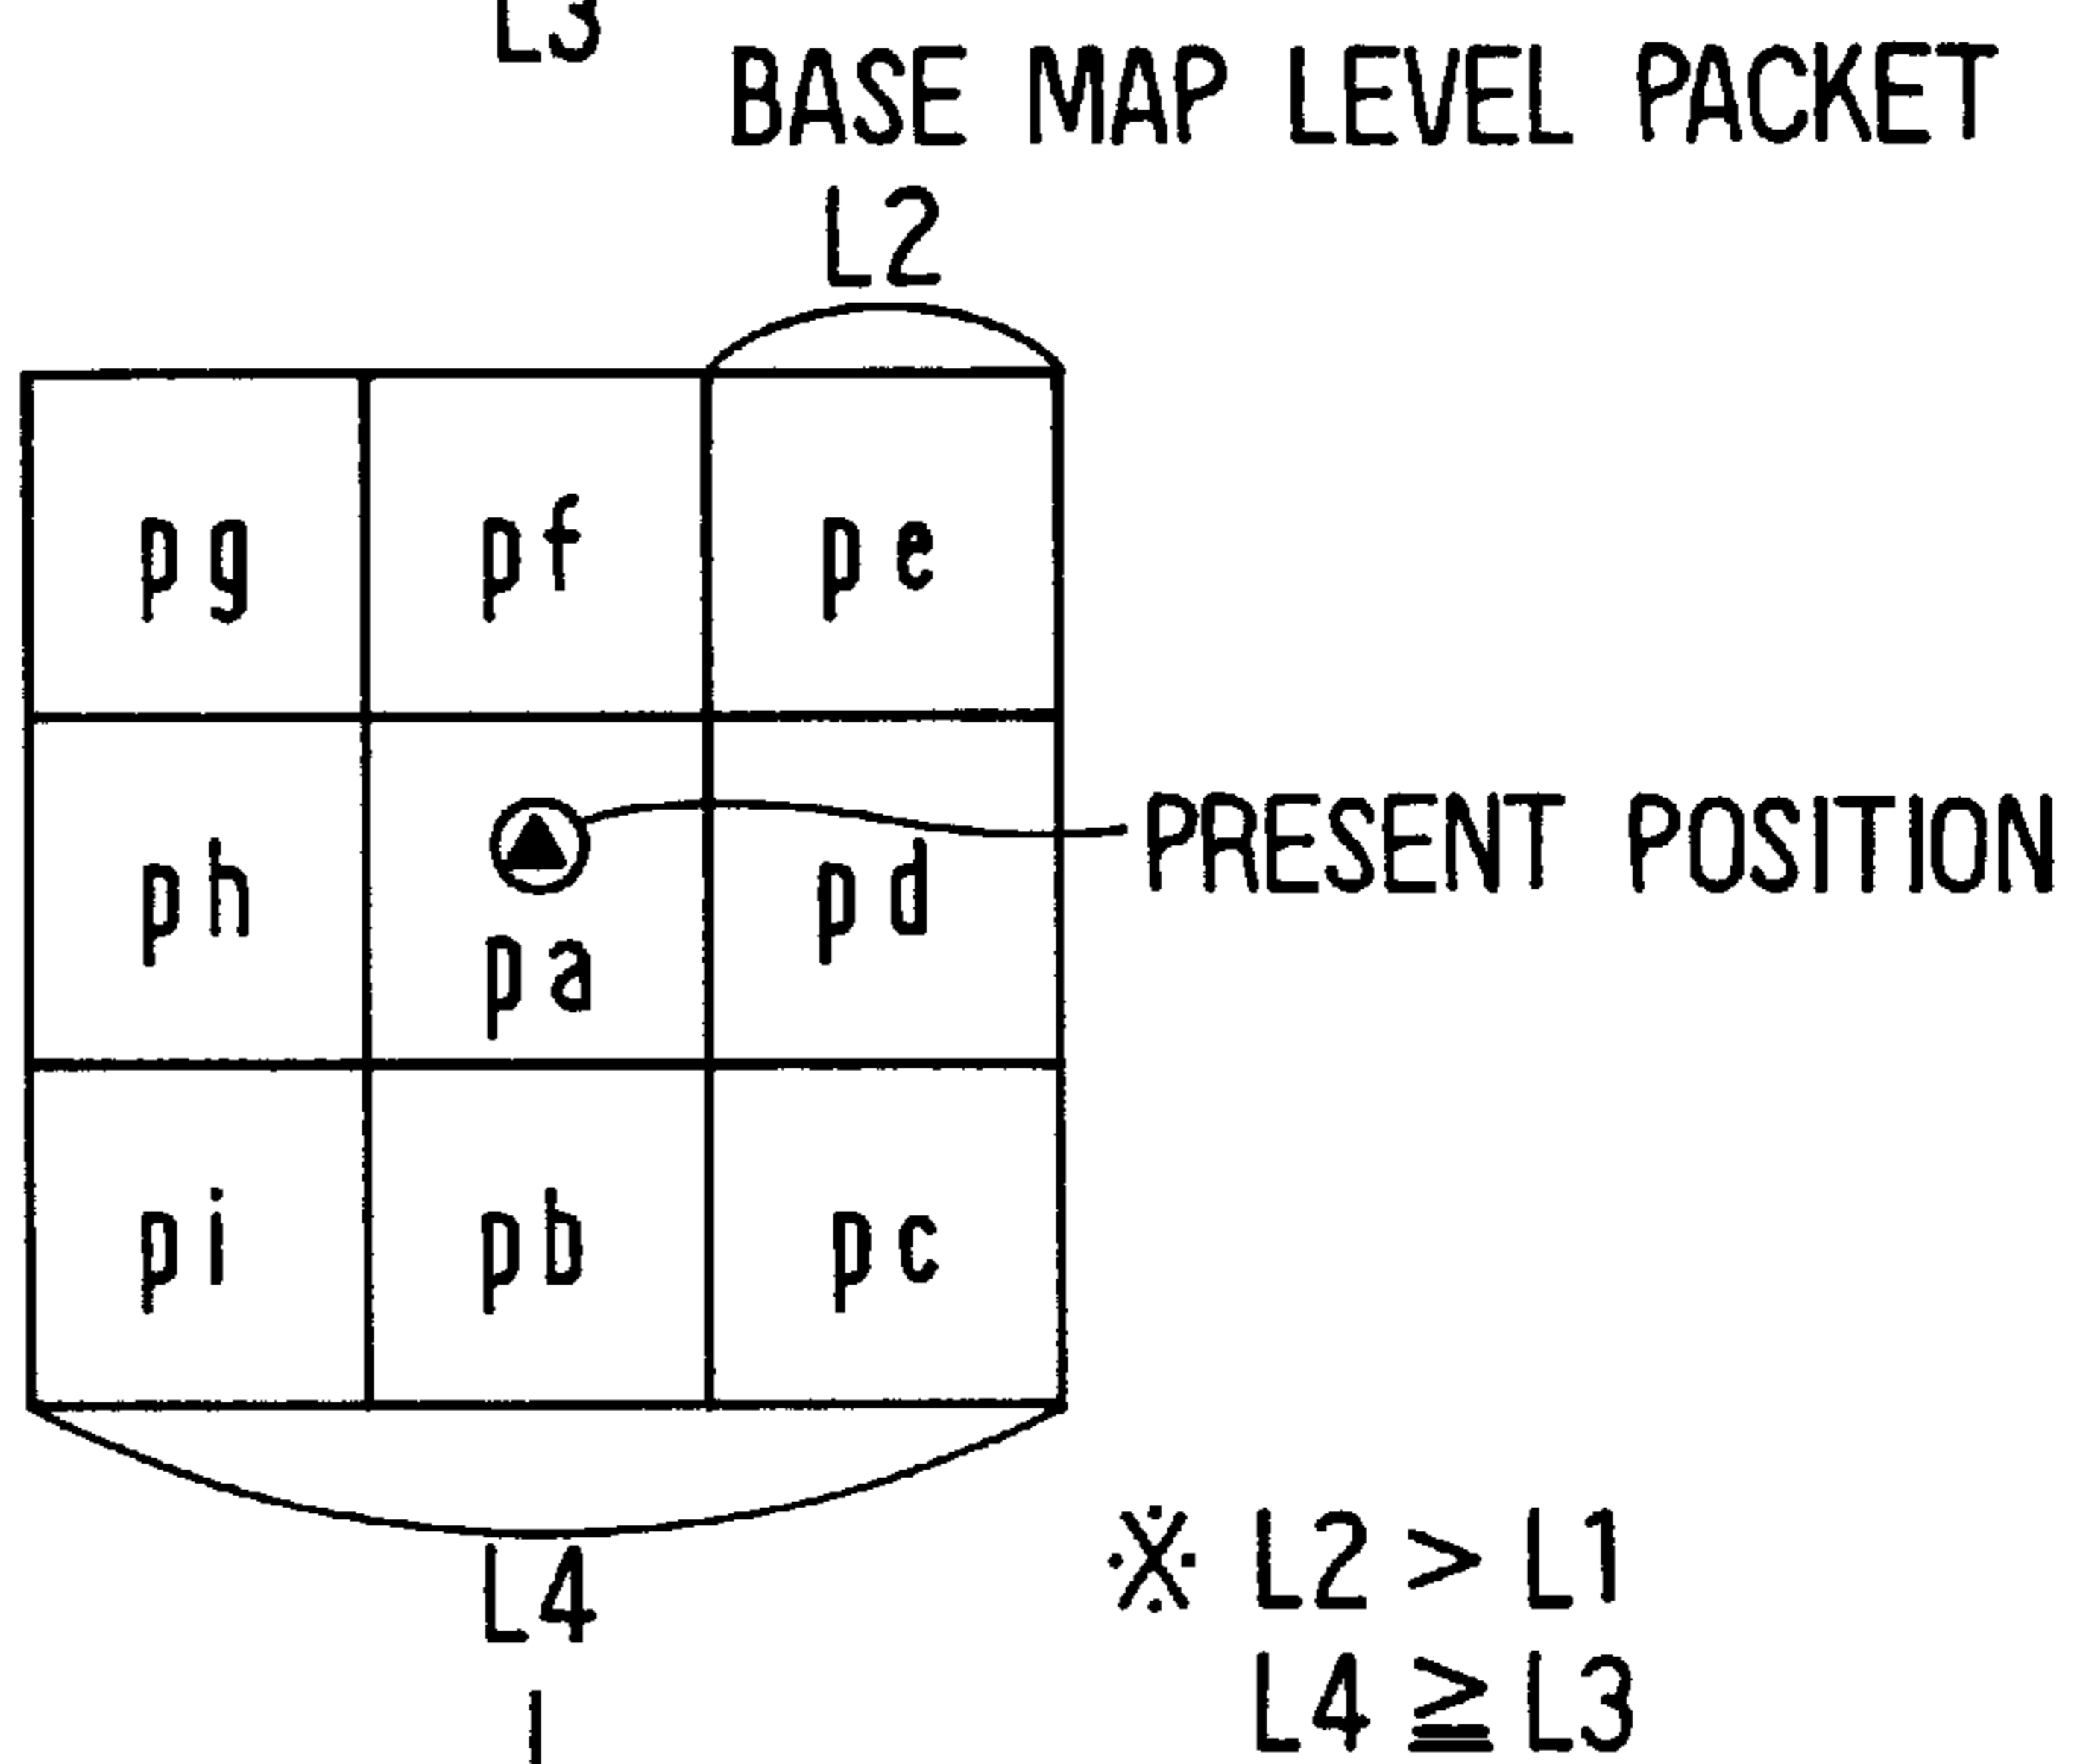 L3
BASE MAP LEVEL PACKET
L2
pg pf pe
PRESENT POSITION
ph pa pd
pi pb pc
L4
※ L2 > L1
L4 ≧ L3